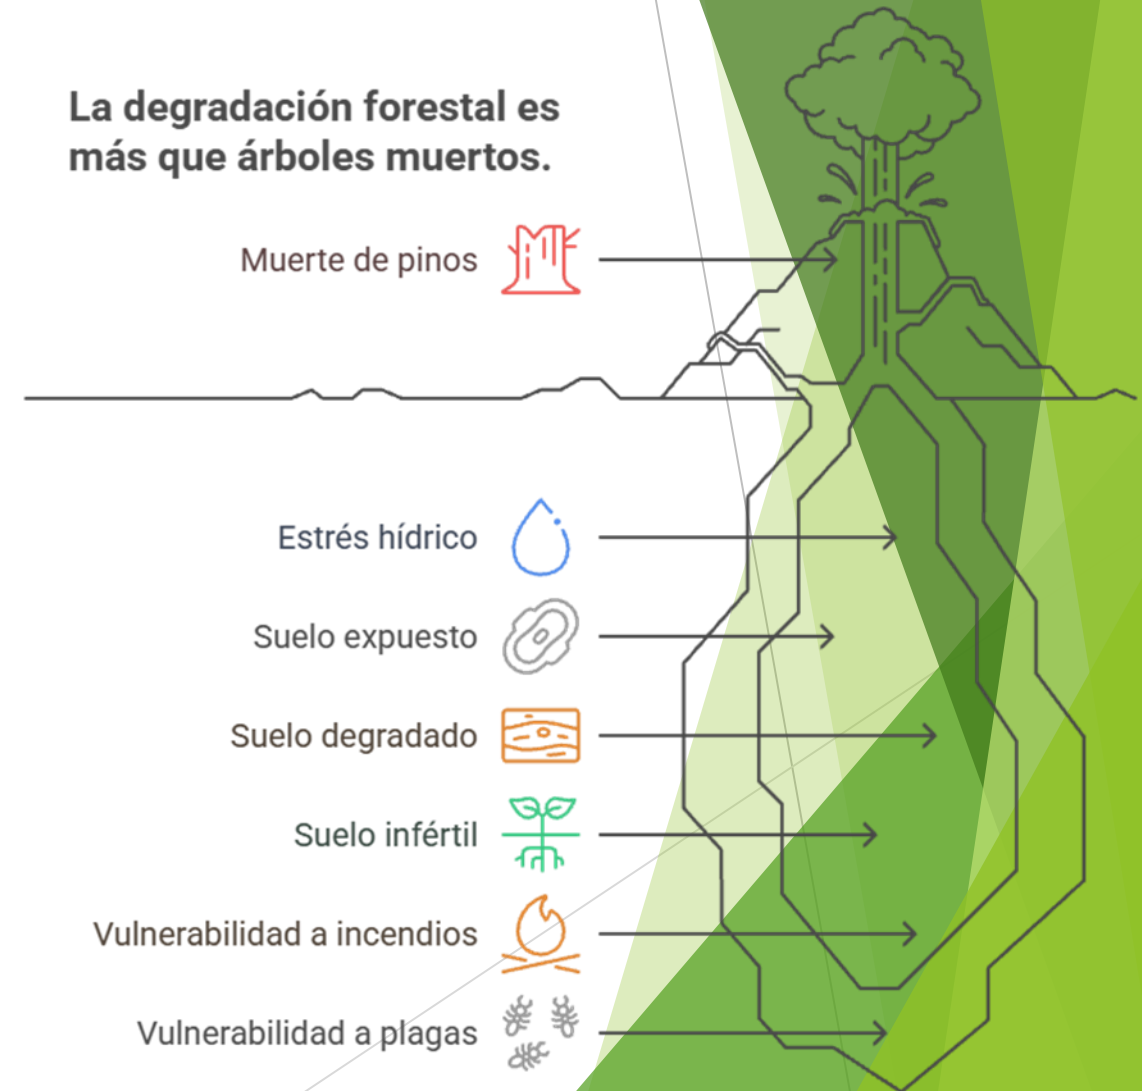 La degradación forestal es
más que árboles muertos.
Muerte de pinos
Estrés hídrico
Suelo expuesto
Suelo degradado
Suelo infértil
Vulnerabilidad a incendios
Vulnerabilidad a plagas